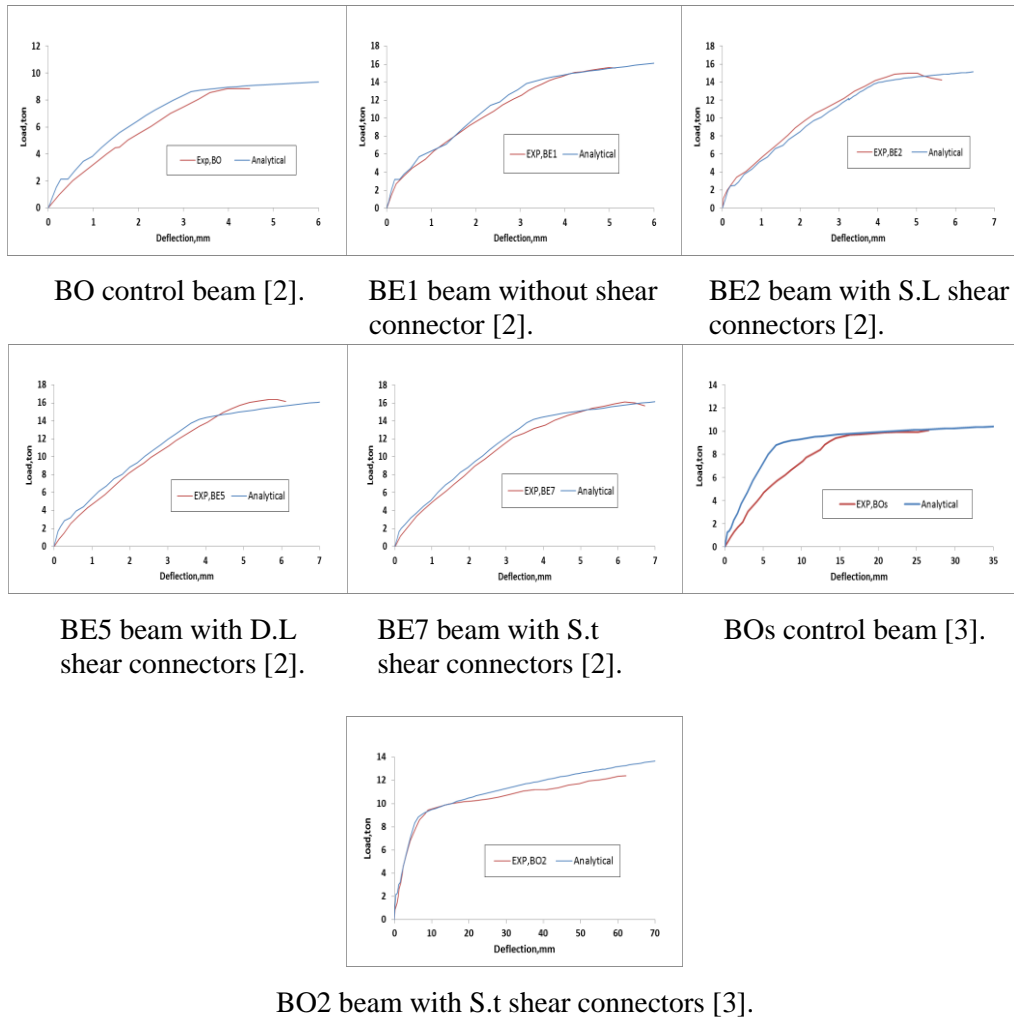 12
10
8
6
4
2
0
Load,ton
Exp,BO Analytical
0 1 2 3 4 5 6
Deflection,mm
18
16
14
12
10
8
6
4
2
0
Load,ton
EXP,BE1 Analytical
0 1 2 3 4 5 6
Deflection,mm
18
16
14
12
10
8
6
4
2
0
Load,ton
EXP,BE2 Analytical
0 1 2 3 4 5 6 7
Deflection,mm
BO control beam [2].
BE1 beam without shear
connector [2].
BE2 beam with S.L shear
connectors [2].
18
16
14
12
10
8
6
4
2
0
Load,ton
EXP,BE5 Analytical
0 1 2 3 4 5 6 7
Deflection,mm
18
16
14
12
10
8
6
4
2
0
Load,ton
EXP,BE7 Analytical
0 1 2 3 4 5 6 7
Deflection,mm
14
12
10
8
6
4
2
0
Load,ton
EXP,BOs Analytical
0 5 10 15 20 25 30 35
Deflection,mm
BE5 beam with D.L
shear connectors [2].
BE7 beam with S.t
shear connectors [2].
BOs control beam [3].
14
12
10
8
6
4
2
0
Load,ton
EXP,BO2 Analytical
0 10 20 30 40 50 60 70
Deflection,mm
BO2 beam with S.t shear connectors [3].